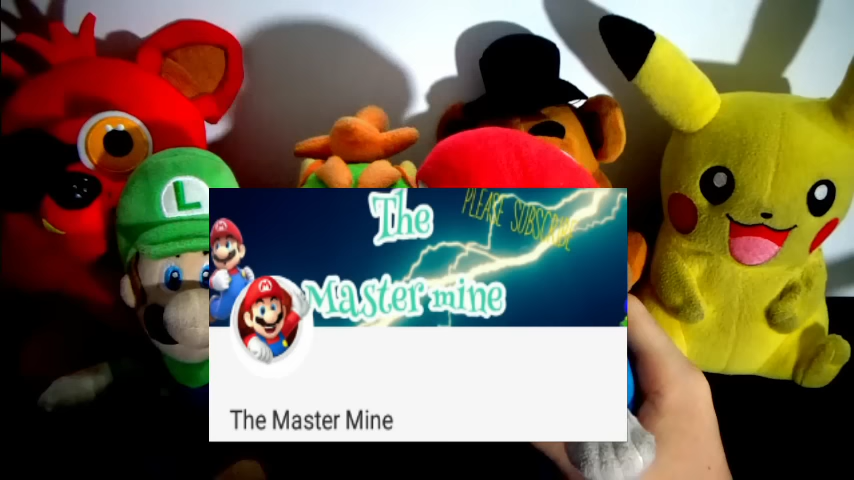 L
The
PLEASE SUBSCRIBE
Master mine
M
The Master Mine